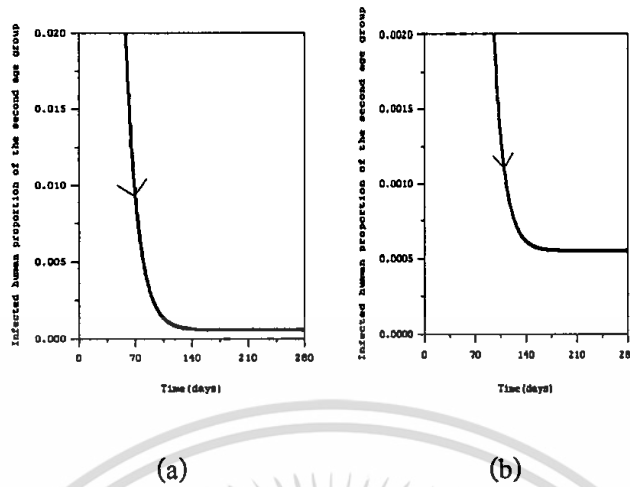 Infected human proportion of the second age group
0.020
0.015
0.010
0.005
0.000
0 70 140 210 280
Time(days)
(a)
Infected human proportion of the second age group
0.0020
0.0015
0.0010
0.0005
0.0000
0 70 140 210 28
Time(days)
(b)